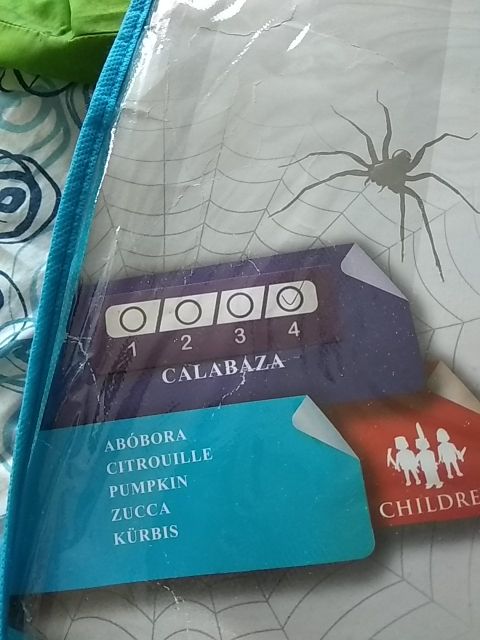 1 2 3 4
CALABAZA
ABÓBORA
CITROUILLE
PUMPKIN
ZUCCA
KÜRBIS
CHILDRE